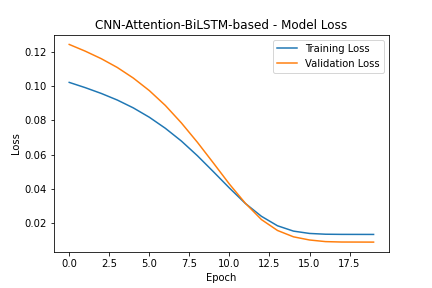 CNN-Attention-BiLSTM-based - Model Loss
Training Loss
Validation Loss
0.12
0.10
0.08
0.06
0.04
0.02
Loss
0.0 2.5 5.0 7.5 10.0 12.5 15.0 17.5
Epoch